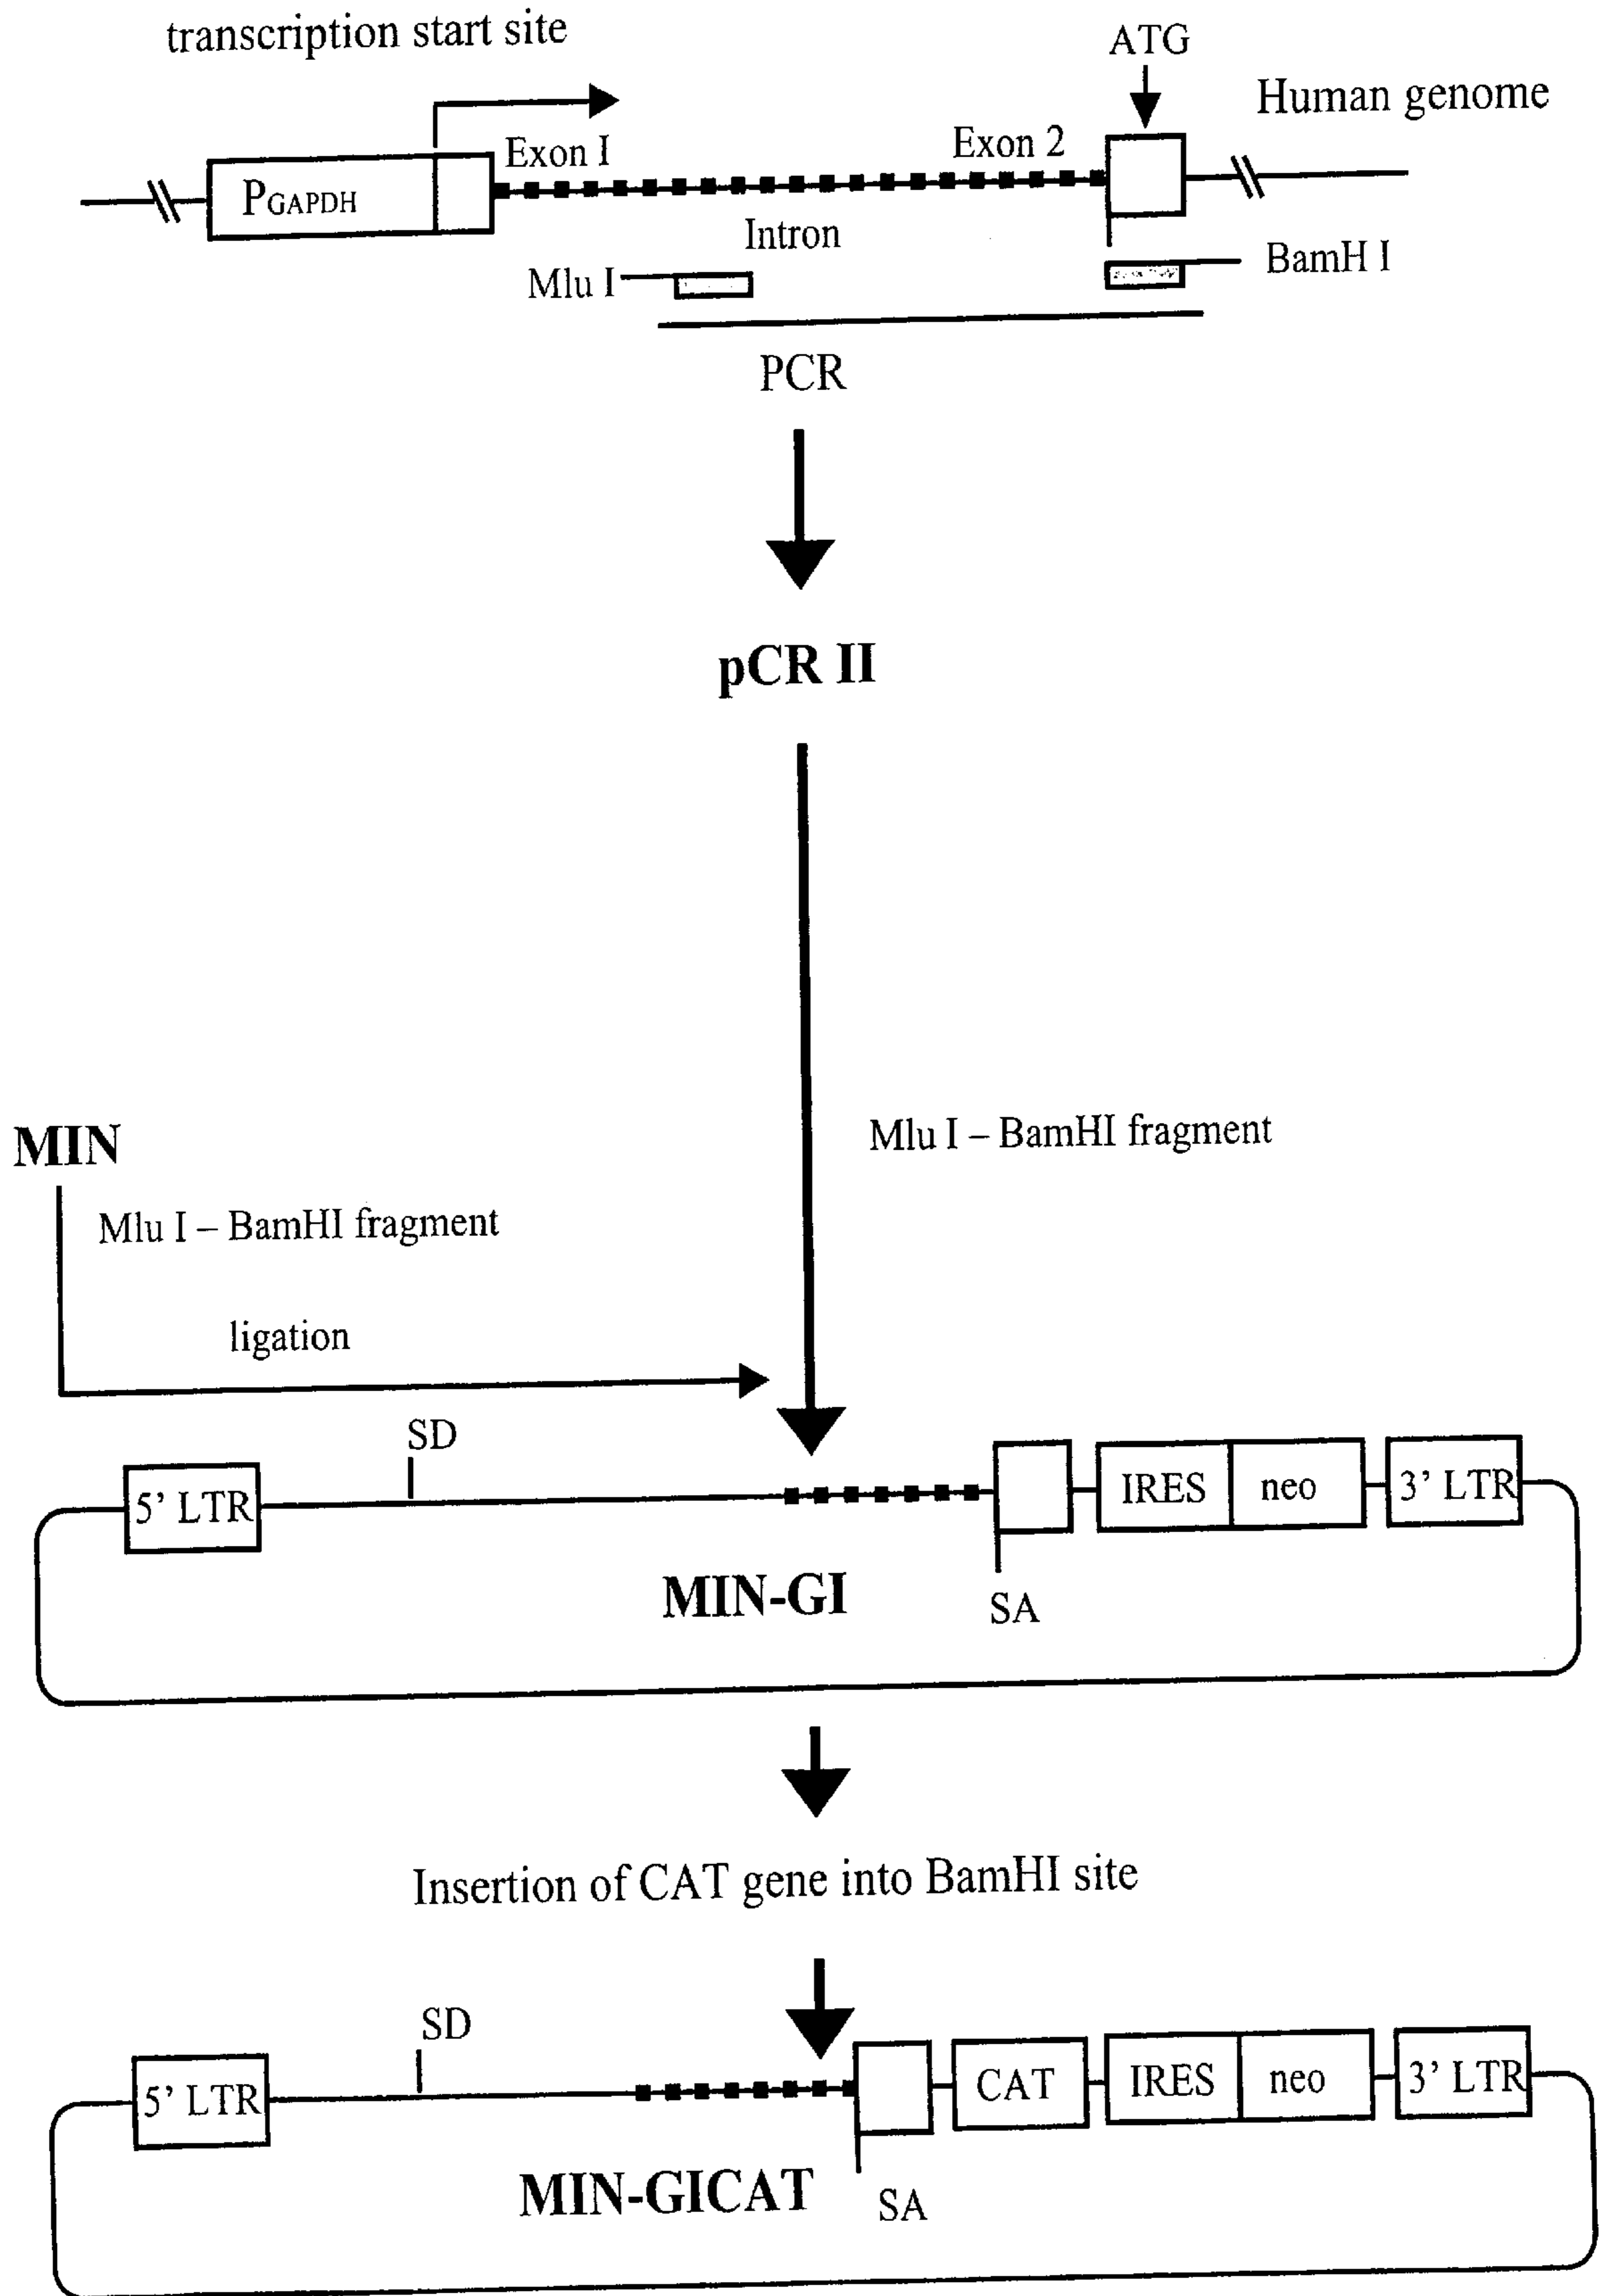 transcription start site
ATG
Human genome
Exon I
Exon 2
PGAPDH
Intron
Mlu I
BamH I
PCR
pCR II
MIN
Mlu I – BamHI fragment
Mlu I – BamHI fragment
ligation
SD
5' LTR
IRES
neo
3' LTR
MIN-GI
SA
Insertion of CAT gene into BamHI site
SD
5' LTR
CAT
IRES
neo
3' LTR
MIN-GICAT
SA